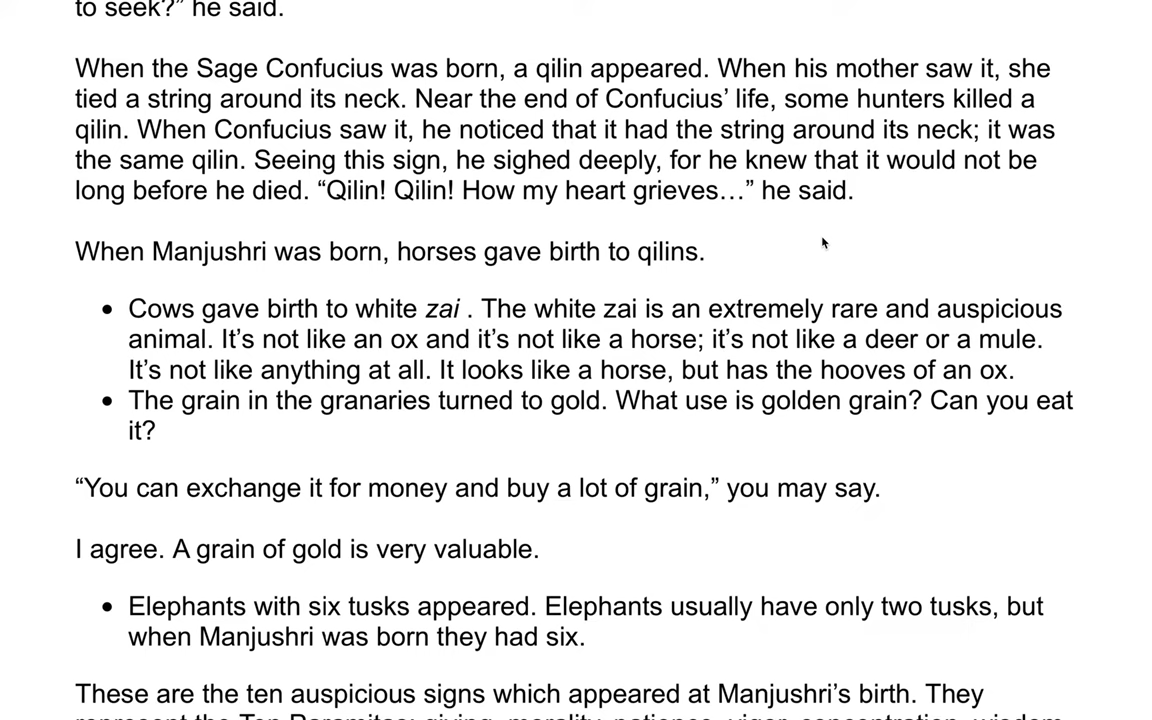 to seek?” he said.
When the Sage Confucius was born, a qilin appeared. When his mother saw it, she
tied a string around its neck. Near the end of Confucius’ life, some hunters killed a
qilin. When Confucius saw it, he noticed that it had the string around its neck; it was
the same qilin. Seeing this sign, he sighed deeply, for he knew that it would not be
long before he died. “Qilin! Qilin! How my heart grieves…” he said.
When Manjushri was born, horses gave birth to qilins.
• Cows gave birth to white zai . The white zai is an extremely rare and auspicious
animal. It’s not like an ox and it’s not like a horse; it’s not like a deer or a mule.
It’s not like anything at all. It looks like a horse, but has the hooves of an ox.
• The grain in the granaries turned to gold. What use is golden grain? Can you eat
it?
“You can exchange it for money and buy a lot of grain,” you may say.
I agree. A grain of gold is very valuable.
• Elephants with six tusks appeared. Elephants usually have only two tusks, but
when Manjushri was born they had six.
These are the ten auspicious signs which appeared at Manjushri’s birth. They
represent the Ten Paramitas: giving, morality, patience, vigor, concentration, wisdom